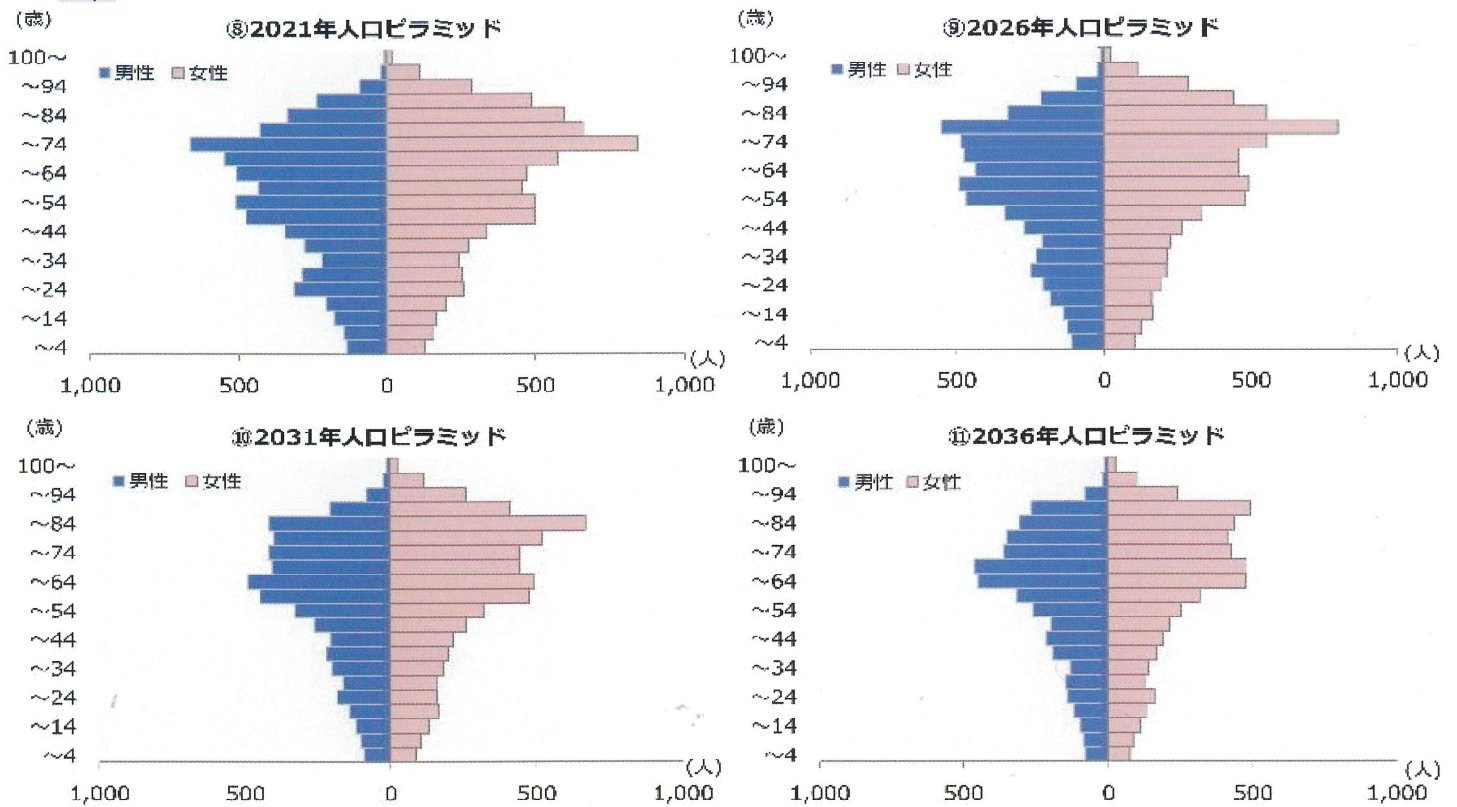 ⑧2021年人口ピラミッド
(歳)
男性 女性
100～
～94
～84
～74
～64
～54
～44
～34
～24
～14
～4
(人)
1,000 500 0 500 1,000
⑨2026年人口ピラミッド
(歳)
男性 女性
100～
～94
～84
～74
～64
～54
～44
～34
～24
～14
～4
(人)
1,000 500 0 500 1,000
⑩2031年人口ピラミッド
(歳)
男性 女性
100～
～94
～84
～74
～64
～54
～44
～34
～24
～14
～4
(人)
1,000 500 0 500 1,000
⑪2036年人口ピラミッド
(歳)
男性 女性
100～
～94
～84
～74
～64
～54
～44
～34
～24
～14
～4
(人)
1,000 500 0 500 1,000